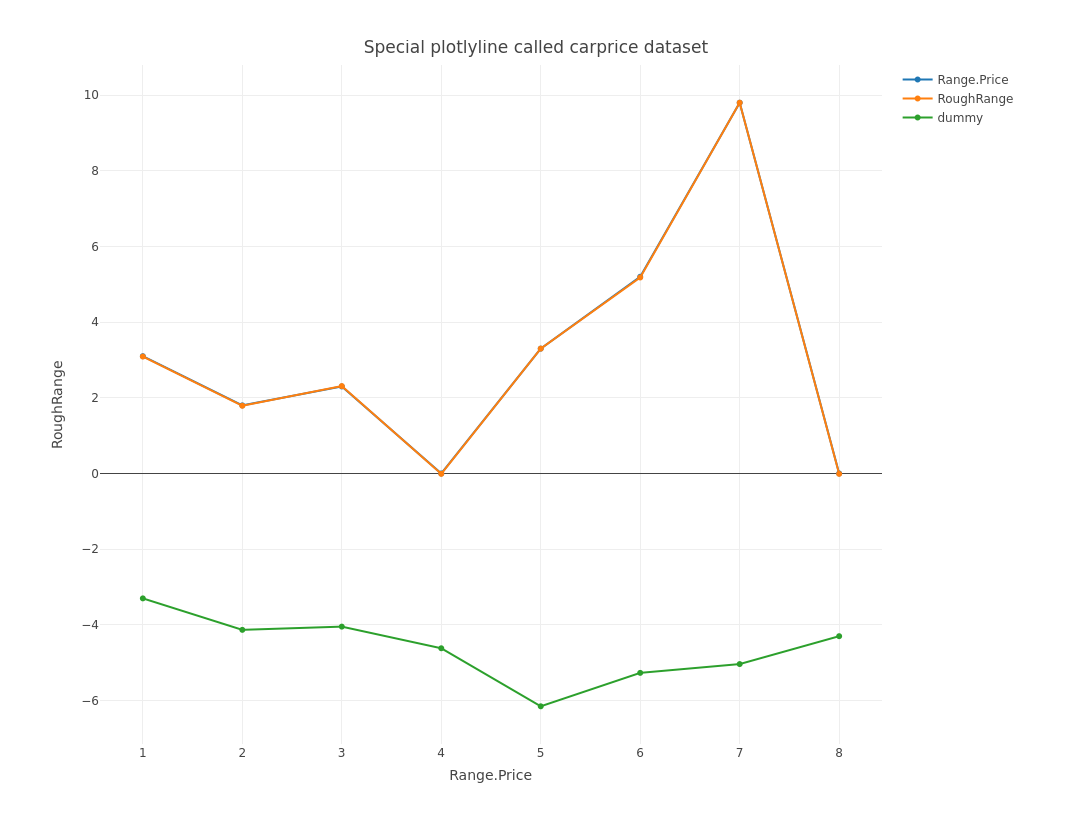 Special plotlyline called carprice dataset
Range.Price
RoughRange
dummy
10
8
6
4
2
0
−2
−4
−6
RoughRange
1 2 3 4 5 6 7 8
Range.Price